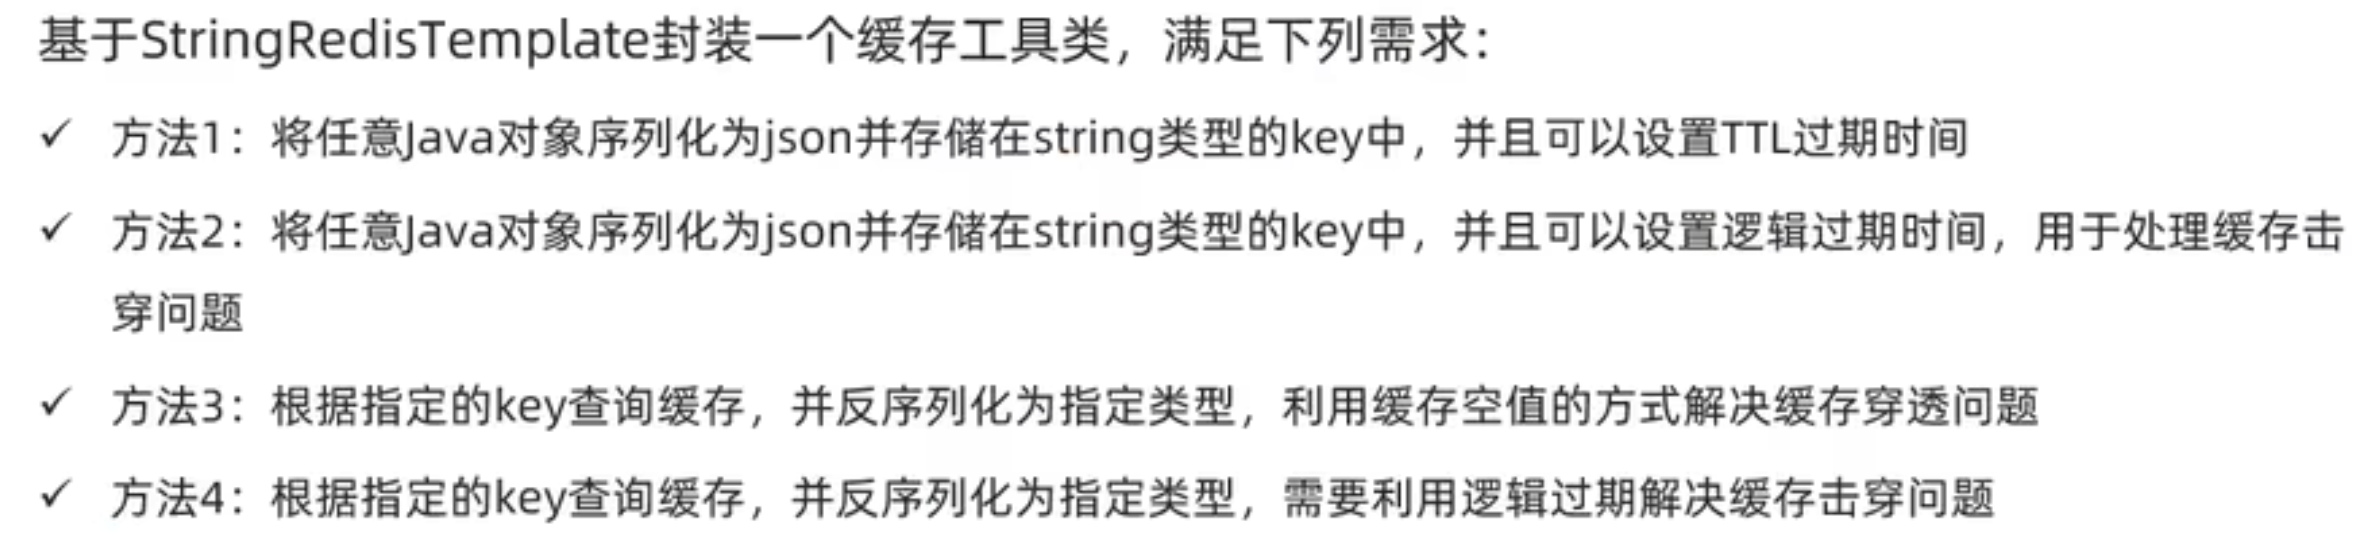 基于StringRedisTemplate封装一个缓存工具类，满足下列需求：
✓ 方法1：将任意Java对象序列化为json并存储在string类型的key中，并且可以设置TTL过期时间
✓ 方法2：将任意Java对象序列化为json并存储在string类型的key中，并且可以设置逻辑过期时间，用于处理缓存击
穿问题
✓ 方法3：根据指定的key查询缓存，并反序列化为指定类型，利用缓存空值的方式解决缓存穿透问题
✓ 方法4：根据指定的key查询缓存，并反序列化为指定类型，需要利用逻辑过期解决缓存击穿问题